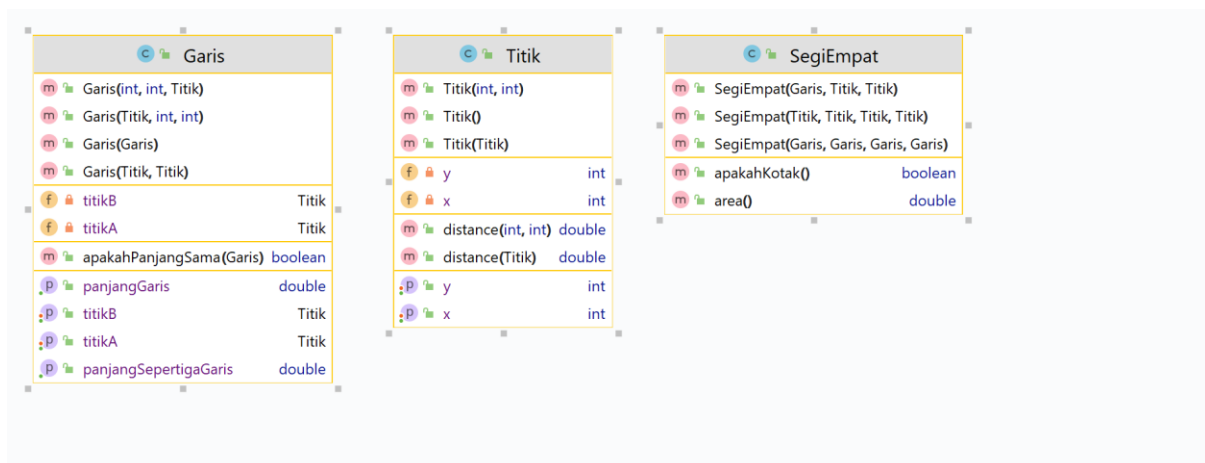 Garis
Garis(int, int, Titik)
Garis(Titik, int, int)
Garis(Garis)
Garis(Titik, Titik)
titikB Titik
titikA Titik
apakahPanjangSama(Garis) boolean
panjangGaris double
titikB Titik
titikA Titik
panjangSepertigaGaris double
Titik
Titik(int, int)
Titik()
Titik(Titik)
y int
x int
distance(int, int) double
distance(Titik) double
y int
x int
SegiEmpat
SegiEmpat(Garis, Titik, Titik)
SegiEmpat(Titik, Titik, Titik, Titik)
SegiEmpat(Garis, Garis, Garis, Garis)
apakahKotak() boolean
area() double